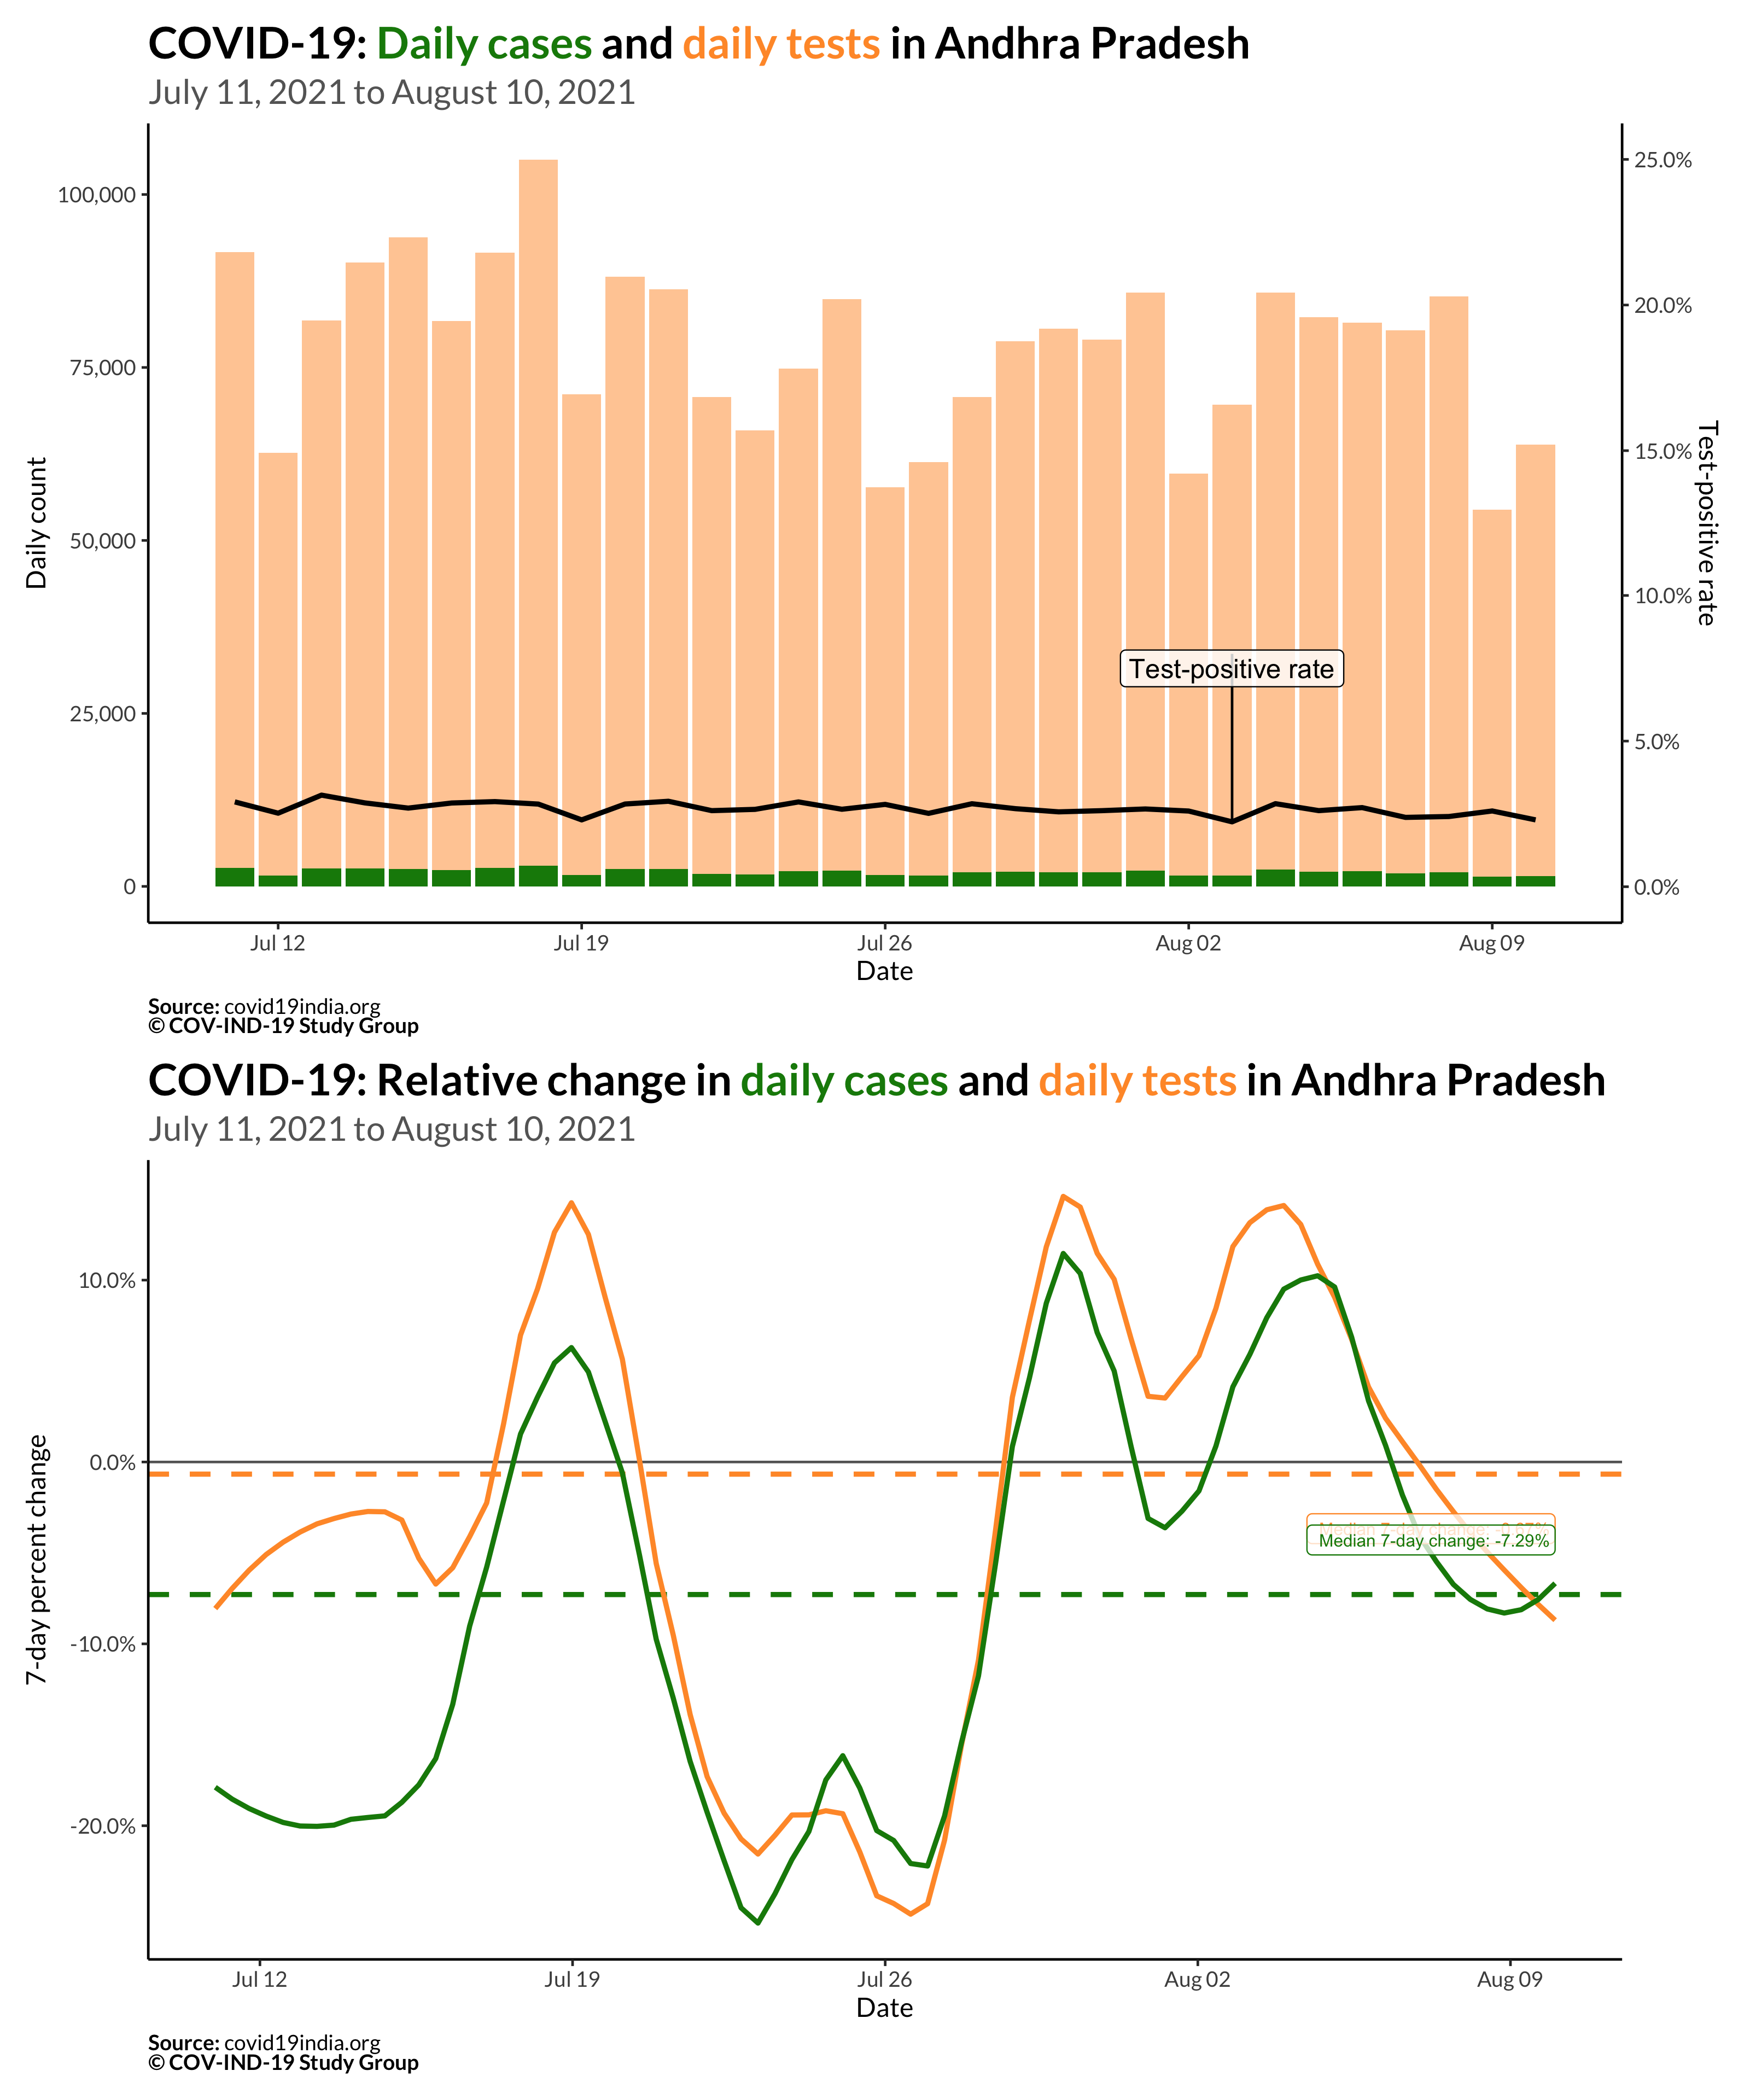 COVID-19: Daily cases and daily tests in Andhra Pradesh
July 11, 2021 to August 10, 2021
Daily count
100,000
75,000
50,000
25,000
0
25.0%
20.0%
15.0%
10.0%
5.0%
0.0%
Test-positive rate
Test-positive rate
Jul 12
Jul 19
Jul 26
Aug 02
Aug 09
Date
Source: covid19india.org
© COV-IND-19 Study Group
COVID-19: Relative change in daily cases and daily tests in Andhra Pradesh
July 11, 2021 to August 10, 2021
7-day percent change
10.0%
0.0%
-10.0%
-20.0%
Median 7-day change:
Median 7-day change: -7.29%
Jul 12
Jul 19
Jul 26
Aug 02
Aug 09
Date
Source: covid19india.org
© COV-IND-19 Study Group